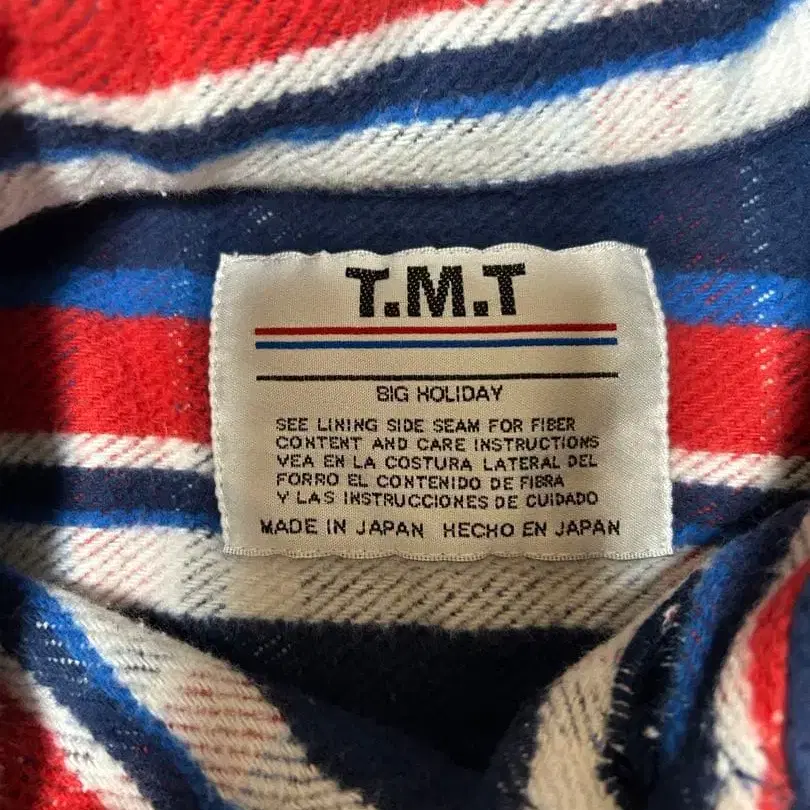 T.M.T
BIG HOLIDAY
SEE LINING SIDE SEAM FOR FIBER
CONTENT AND CARE INSTRUCTIONS
VEA EN LA COSTURA LATERAL DEL
FORRO EL CONTENIDO DE FIBRA
Y LAS INSTRUCCIONES DE CUIDADO
MADE IN JAPAN HECHO EN JAPAN